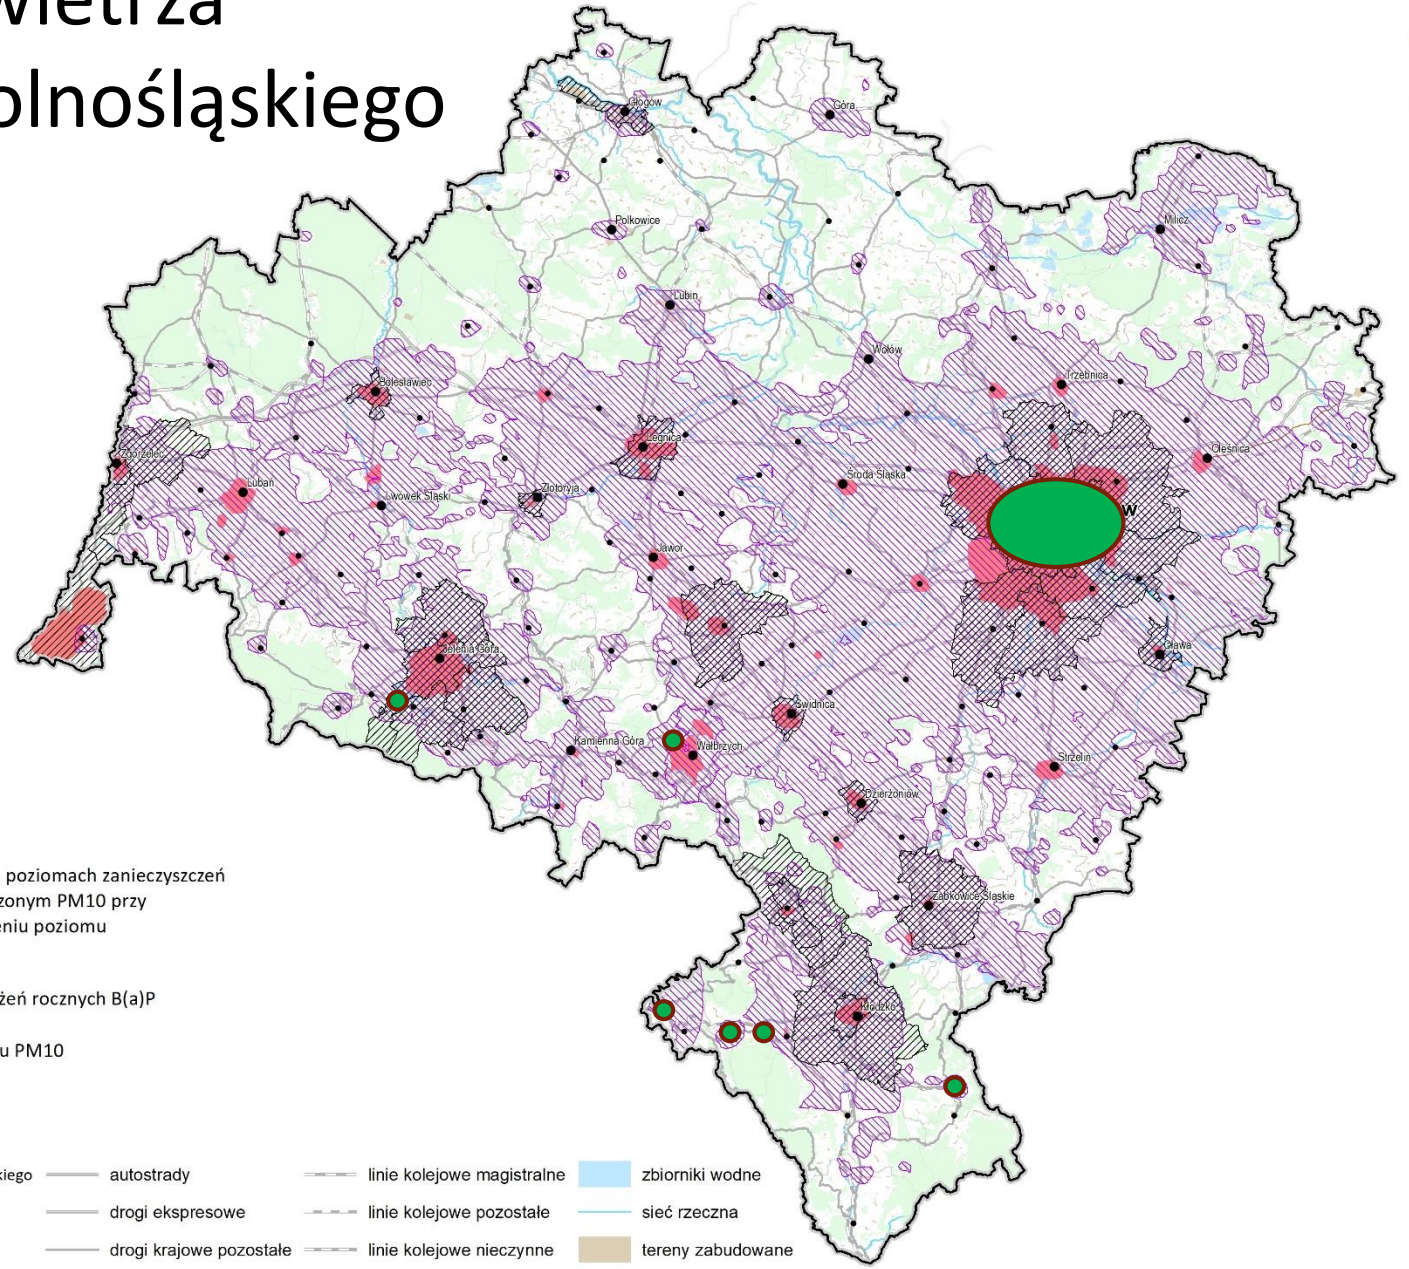 wietrza
olnośląskiego
Głogów
Góra
Polkowice
Milicz
Lubin
Wołów
Trzebnica
Bolesławiec
Legnica
Oleśnica
Zgorzelec
Lubań
Środa Śląska
Lwówek Śląski
Złotoryja
W
Jawor
Jelenia Góra
Oława
Świdnica
Kamienna Góra
Wałbrzych
Strzelin
Dzierżoniów
Ząbkowice Śląskie
Kłodzko
poziomach zanieczyszczeń
zonym PM10 przy
eniu poziomu
żeń rocznych B(a)P
u PM10
kiego autostrady linie kolejowe magistralne zbiorniki wodne
drogi ekspresowe linie kolejowe pozostałe sieć rzeczna
drogi krajowe pozostałe linie kolejowe nieczynne tereny zabudowane